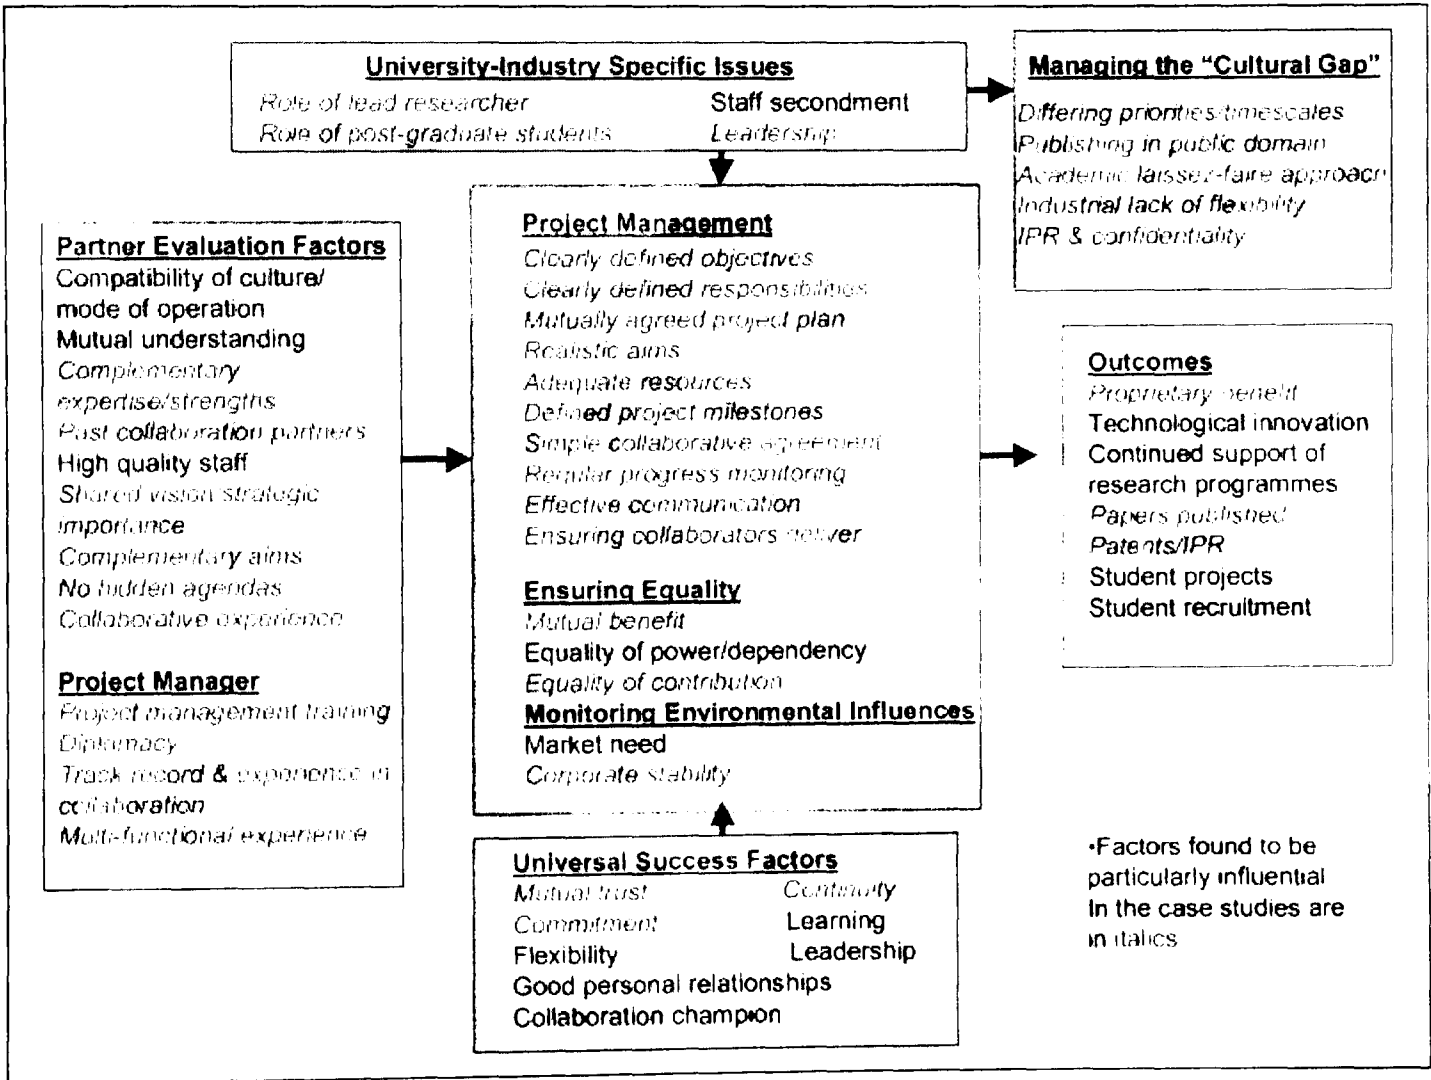 University-Industry Specific Issues
Role of lead researcher
Staff secondment
Role of post-graduate students
Leadership
Managing the "Cultural Gap"
Differing priorities/timescales
Publishing in public domain
Academic laissez-faire approach
Industrial lack of flexibility
IPR & confidentiality
Partner Evaluation Factors
Compatibility of culture/
mode of operation
Mutual understanding
Complementary
expertise/strengths
Past collaboration partners
High quality staff
Shared vision strategic
importance
Complementary aims
No hidden agendas
Collaborative experience
Project Manager
Project management training
Diplomacy
Track record & experience in
collaboration
Multi-functional experience
Project Management
Clearly defined objectives
Clearly defined responsibilities
Mutually agreed project plan
Realistic aims
Adequate resources
Defined project milestones
Simple collaborative agreement
Regular progress monitoring
Effective communication
Ensuring collaborators deliver
Ensuring Equality
Mutual benefit
Equality of power/dependency
Equality of contribution
Monitoring Environmental Influences
Market need
Corporate stability
Outcomes
Proprietary benefit
Technological innovation
Continued support of
research programmes
Papers published
Patents/IPR
Student projects
Student recruitment
Universal Success Factors
Mutual trust
Continuity
Commitment
Learning
Flexibility
Leadership
Good personal relationships
Collaboration champion
•Factors found to be
particularly influential
In the case studies are
in italics